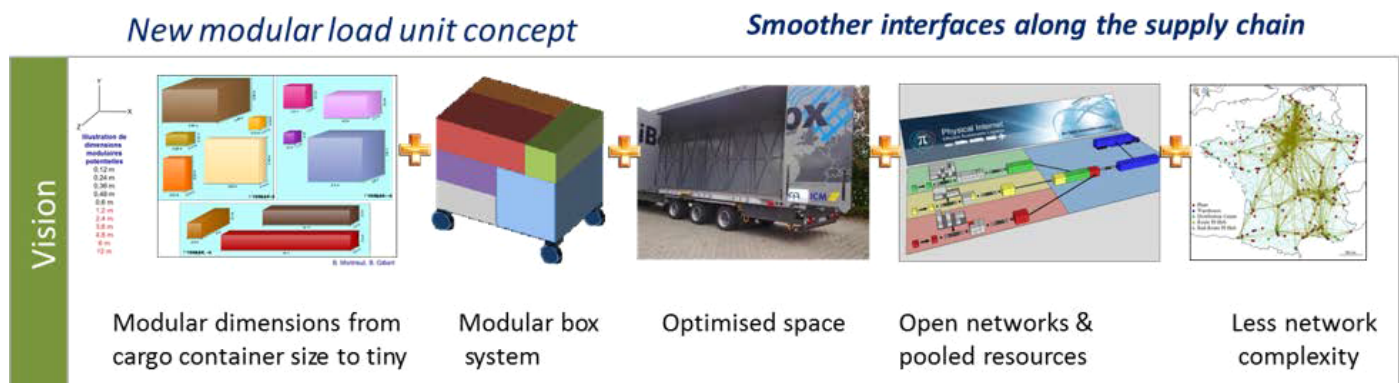 New modular load unit concept
Smoother interfaces along the supply chain
Vision
Y
X
Z
Illustration de
dimensions
modulaires
potentielles
0,12 m
0,24 m
0,36 m
0,48 m
0,6 m
1,2 m
2,4 m
3,6 m
4,8 m
6 m
12 m
B. Montreuil, B. Gilbert
iB
ox
ICM
π
Physical Internet
Modular dimensions from
cargo container size to tiny
Modular box
system
Optimised space
Open networks &
pooled resources
Less network
complexity